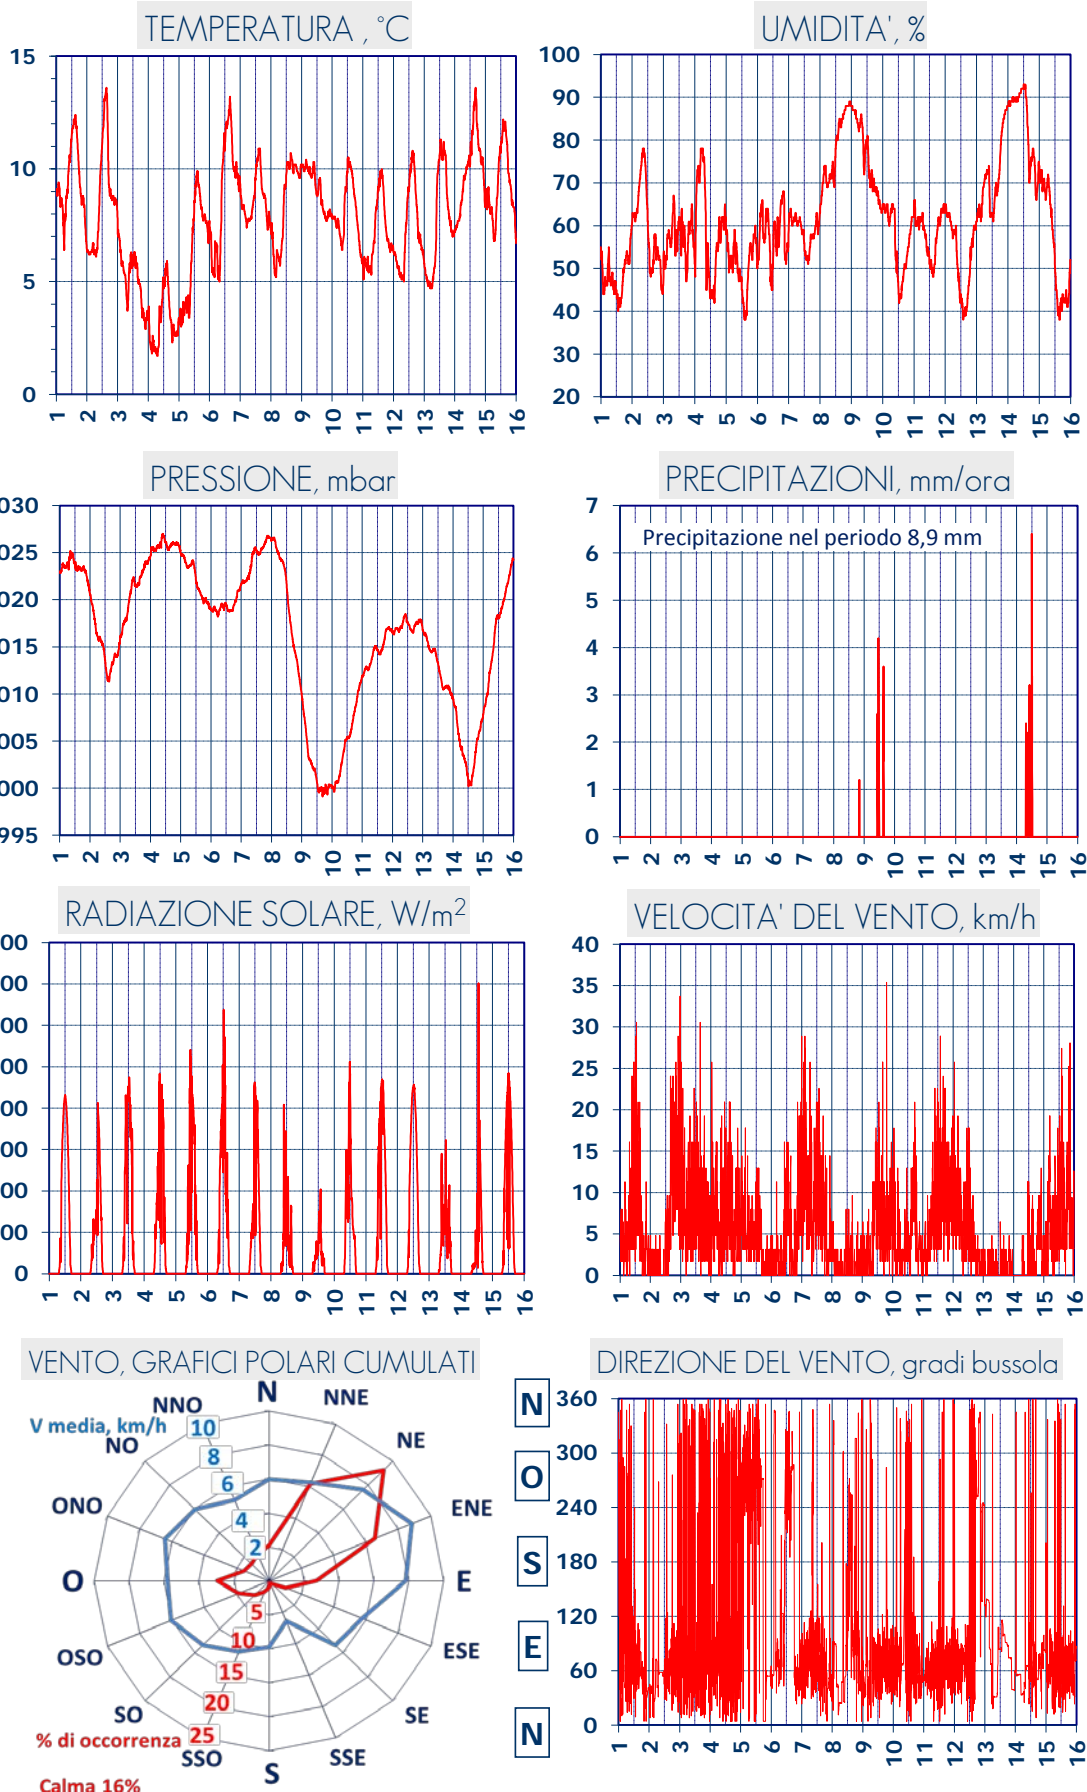 TEMPERATURA , °C
15
10
5
0
1 2 3 4 5 6 7 8 9 10 11 12 13 14 15 16
UMIDITA', %
100
90
80
70
60
50
40
30
20
1 2 3 4 5 6 7 8 9 10 11 12 13 14 15 16
PRESSIONE, mbar
030
025
020
015
010
005
000
995
1 2 3 4 5 6 7 8 9 10 11 12 13 14 15 16
PRECIPITAZIONI, mm/ora
Precipitazione nel periodo 8,9 mm
7
6
5
4
3
2
1
0
1 2 3 4 5 6 7 8 9 10 11 12 13 14 15 16
RADIAZIONE SOLARE, W/m²
00
00
00
00
00
00
00
00
0
1 2 3 4 5 6 7 8 9 10 11 12 13 14 15 16
VELOCITA' DEL VENTO, km/h
40
35
30
25
20
15
10
5
0
1 2 3 4 5 6 7 8 9 10 11 12 13 14 15 16
VENTO, GRAFICI POLARI CUMULATI
V media, km/h
N
NNE
NE
ENE
E
ESE
SE
SSE
S
SSO
SO
OSO
O
ONO
NO
NNO
10
8
6
4
2
5
10
15
20
25
% di occorrenza
Calma 16%
DIREZIONE DEL VENTO, gradi bussola
N
O
S
E
N
360
300
240
180
120
60
0
1 2 3 4 5 6 7 8 9 10 11 12 13 14 15 16